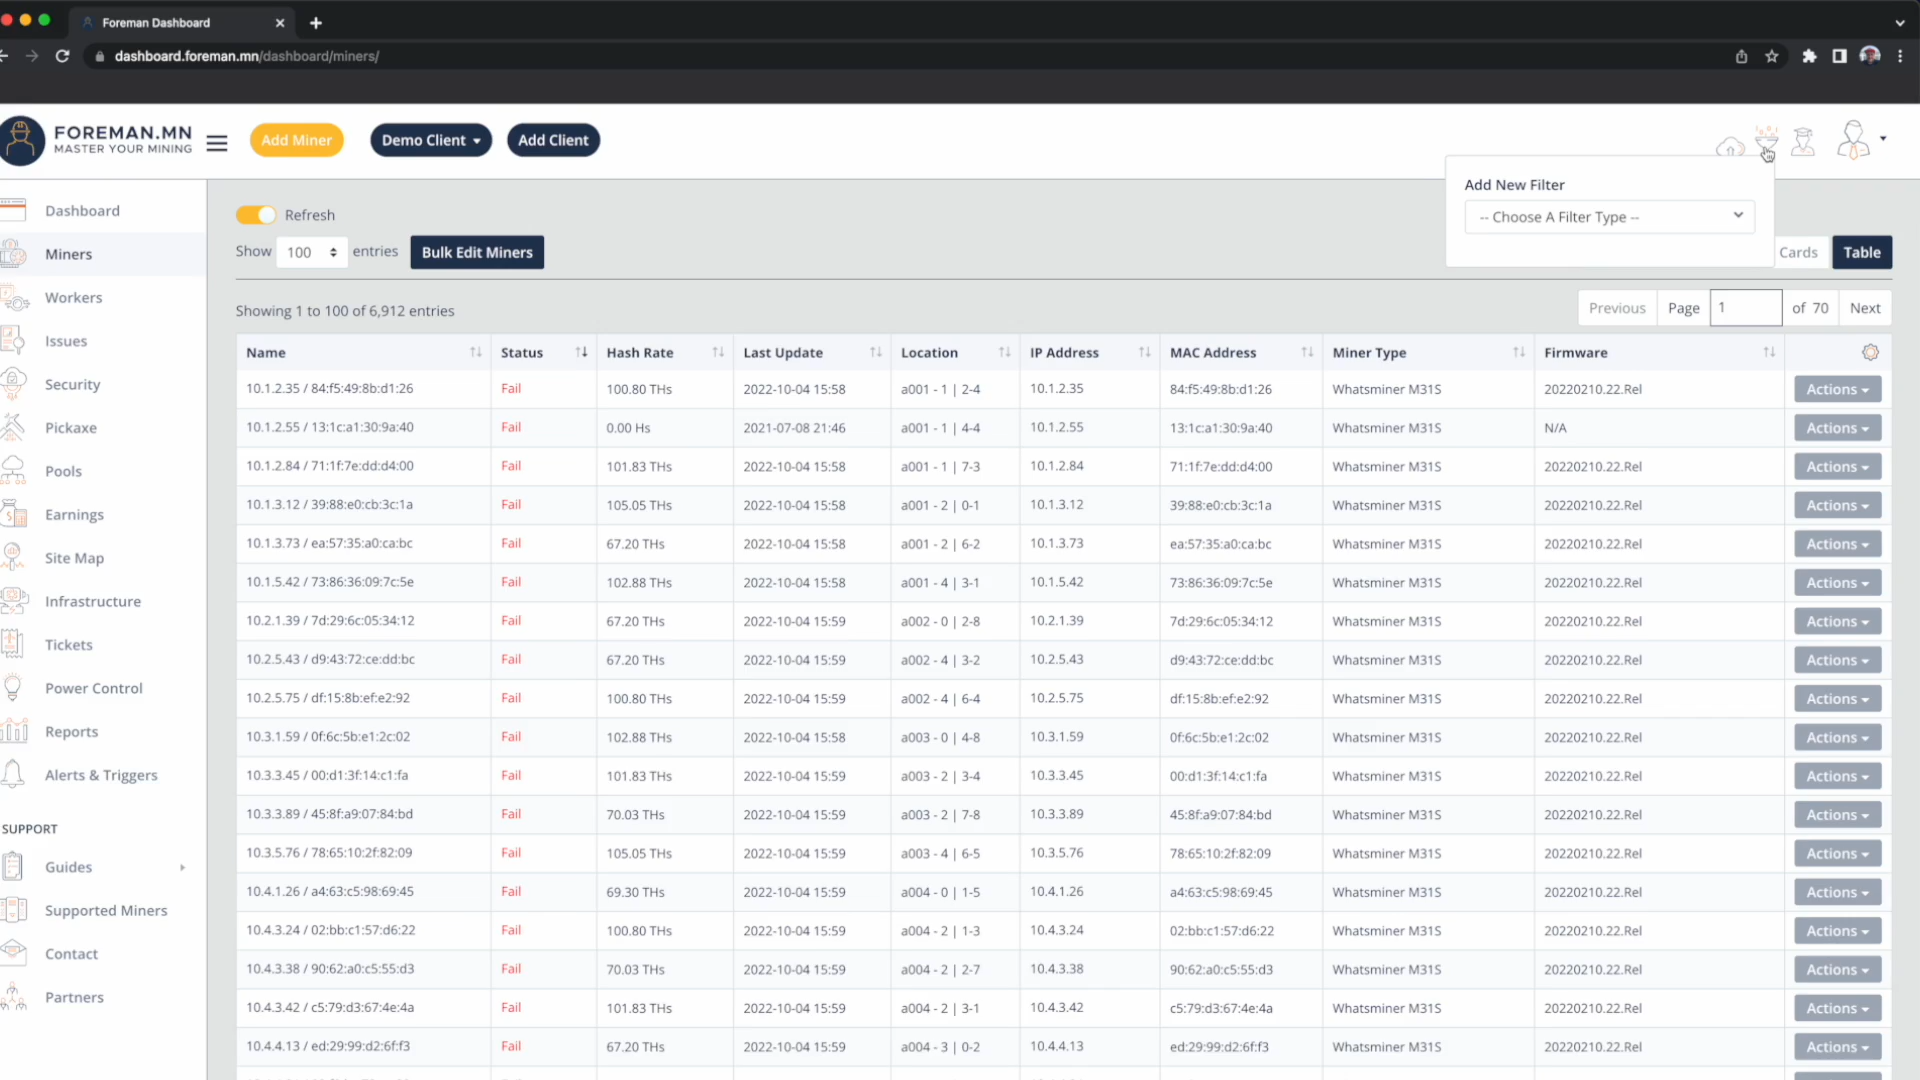 Foreman Dashboard
dashboard.foreman.mn/dashboard/miners/
FOREMAN.MN
MASTER YOUR MINING
Add Miner
Demo Client
Add Client
Add New Filter
-- Choose A Filter Type --
Dashboard
Miners
Workers
Issues
Security
Pickaxe
Pools
Earnings
Site Map
Infrastructure
Tickets
Power Control
Reports
Alerts & Triggers
SUPPORT
Guides
Supported Miners
Contact
Partners
Refresh
Show 100 entries Bulk Edit Miners
Cards Table
Showing 1 to 100 of 6,912 entries
Previous Page 1 of 70 Next
Name Status Hash Rate Last Update Location IP Address MAC Address Miner Type Firmware
10.1.2.35 / 84:f5:49:8b:d1:26 Fail 100.80 THs 2022-10-04 15:58 a001 - 1 | 2-4 10.1.2.35 84:f5:49:8b:d1:26 Whatsminer M31S 20220210.22.Rel Actions
10.1.2.55 / 13:1c:a1:30:9a:40 Fail 0.00 Hs 2021-07-08 21:46 a001 - 1 | 4-4 10.1.2.55 13:1c:a1:30:9a:40 Whatsminer M31S N/A Actions
10.1.2.84 / 71:1f:7e:dd:d4:00 Fail 101.83 THs 2022-10-04 15:58 a001 - 1 | 7-3 10.1.2.84 71:1f:7e:dd:d4:00 Whatsminer M31S 20220210.22.Rel Actions
10.1.3.12 / 39:88:e0:cb:3c:1a Fail 105.05 THs 2022-10-04 15:58 a001 - 2 | 0-1 10.1.3.12 39:88:e0:cb:3c:1a Whatsminer M31S 20220210.22.Rel Actions
10.1.3.73 / ea:57:35:a0:ca:bc Fail 67.20 THs 2022-10-04 15:58 a001 - 2 | 6-2 10.1.3.73 ea:57:35:a0:ca:bc Whatsminer M31S 20220210.22.Rel Actions
10.1.5.42 / 73:86:36:09:7c:5e Fail 102.88 THs 2022-10-04 15:58 a001 - 4 | 3-1 10.1.5.42 73:86:36:09:7c:5e Whatsminer M31S 20220210.22.Rel Actions
10.2.1.39 / 7d:29:6c:05:34:12 Fail 67.20 THs 2022-10-04 15:59 a002 - 0 | 2-8 10.2.1.39 7d:29:6c:05:34:12 Whatsminer M31S 20220210.22.Rel Actions
10.2.5.43 / d9:43:72:ce:dd:bc Fail 67.20 THs 2022-10-04 15:59 a002 - 4 | 3-2 10.2.5.43 d9:43:72:ce:dd:bc Whatsminer M31S 20220210.22.Rel Actions
10.2.5.75 / df:15:8b:ef:e2:92 Fail 100.80 THs 2022-10-04 15:59 a002 - 4 | 6-4 10.2.5.75 df:15:8b:ef:e2:92 Whatsminer M31S 20220210.22.Rel Actions
10.3.1.59 / 0f:6c:5b:e1:2c:02 Fail 102.88 THs 2022-10-04 15:58 a003 - 0 | 4-8 10.3.1.59 0f:6c:5b:e1:2c:02 Whatsminer M31S 20220210.22.Rel Actions
10.3.3.45 / 00:d1:3f:14:c1:fa Fail 101.83 THs 2022-10-04 15:59 a003 - 2 | 3-4 10.3.3.45 00:d1:3f:14:c1:fa Whatsminer M31S 20220210.22.Rel Actions
10.3.3.89 / 45:8f:a9:07:84:bd Fail 70.03 THs 2022-10-04 15:59 a003 - 2 | 7-8 10.3.3.89 45:8f:a9:07:84:bd Whatsminer M31S 20220210.22.Rel Actions
10.3.5.76 / 78:65:10:2f:82:09 Fail 105.05 THs 2022-10-04 15:59 a003 - 4 | 6-5 10.3.5.76 78:65:10:2f:82:09 Whatsminer M31S 20220210.22.Rel Actions
10.4.1.26 / a4:63:c5:98:69:45 Fail 69.30 THs 2022-10-04 15:59 a004 - 0 | 1-5 10.4.1.26 a4:63:c5:98:69:45 Whatsminer M31S 20220210.22.Rel Actions
10.4.3.24 / 02:bb:c1:57:d6:22 Fail 100.80 THs 2022-10-04 15:59 a004 - 2 | 1-3 10.4.3.24 02:bb:c1:57:d6:22 Whatsminer M31S 20220210.22.Rel Actions
10.4.3.38 / 90:62:a0:c5:55:d3 Fail 70.03 THs 2022-10-04 15:59 a004 - 2 | 2-7 10.4.3.38 90:62:a0:c5:55:d3 Whatsminer M31S 20220210.22.Rel Actions
10.4.3.42 / c5:79:d3:67:4e:4a Fail 101.83 THs 2022-10-04 15:59 a004 - 2 | 3-1 10.4.3.42 c5:79:d3:67:4e:4a Whatsminer M31S 20220210.22.Rel Actions
10.4.4.13 / ed:29:99:d2:6f:f3 Fail 67.20 THs 2022-10-04 15:59 a004 - 3 | 0-2 10.4.4.13 ed:29:99:d2:6f:f3 Whatsminer M31S 20220210.22.Rel Actions